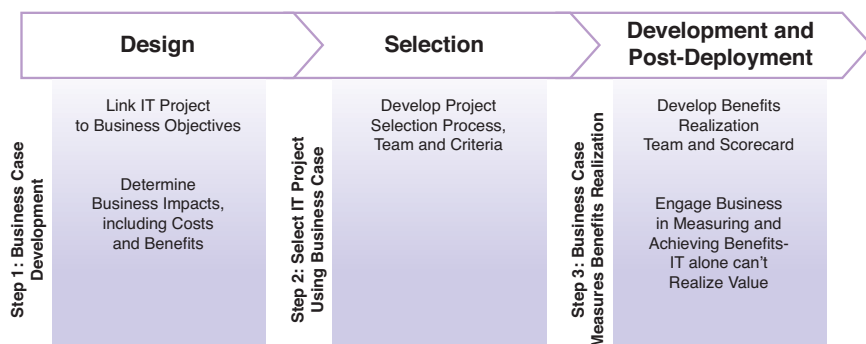 Design
Selection
Development and
Post-Deployment
Step 1: Business Case
Development
Link IT Project
to Business Objectives
Determine
Business Impacts,
including Costs
and Benefits
Step 2: Select IT Project
Using Business Case
Develop Project
Selection Process,
Team and Criteria
Step 3: Business Case
Measures Benefits Realization
Develop Benefits
Realization
Team and Scorecard
Engage Business
in Measuring and
Achieving Benefits-
IT alone can't
Realize Value